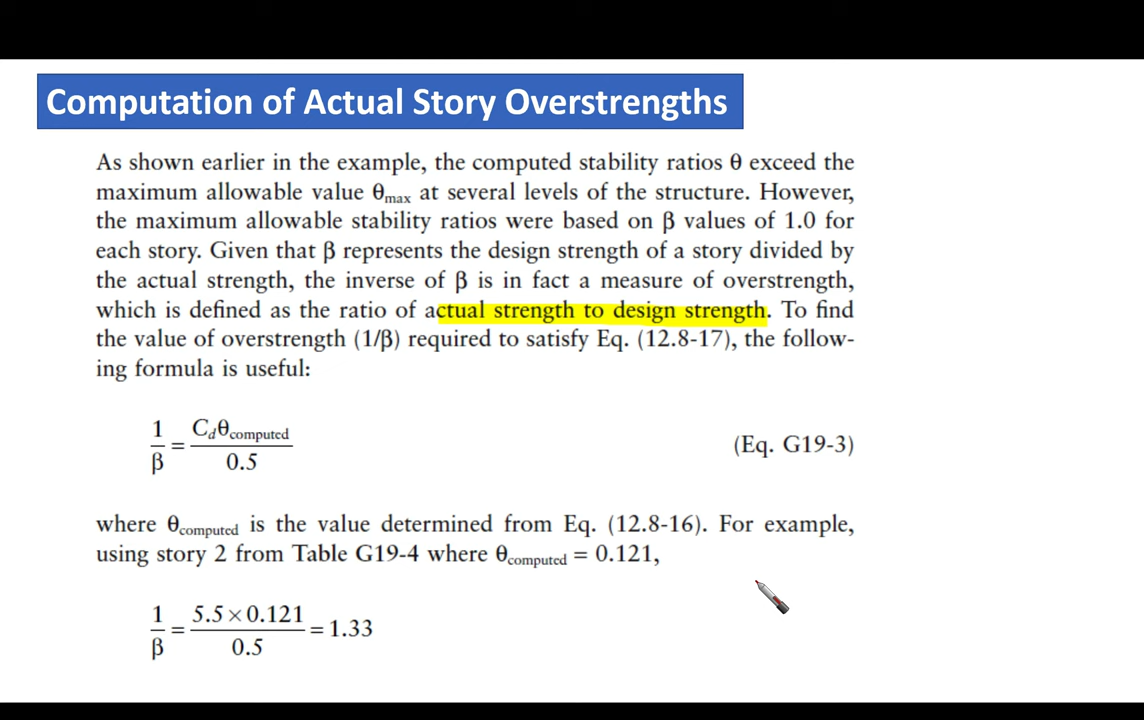 Computation of Actual Story Overstrengths
As shown earlier in the example, the computed stability ratios θ exceed the
maximum allowable value θmax at several levels of the structure. However,
the maximum allowable stability ratios were based on β values of 1.0 for
each story. Given that β represents the design strength of a story divided by
the actual strength, the inverse of β is in fact a measure of overstrength,
which is defined as the ratio of actual strength to design strength. To find
the value of overstrength (1/β) required to satisfy Eq. (12.8-17), the follow-
ing formula is useful:
1/β = Cdθcomputed/0.5 (Eq. G19-3)
where θcomputed is the value determined from Eq. (12.8-16). For example,
using story 2 from Table G19-4 where θcomputed = 0.121,
1/β = 5.5 × 0.121/0.5 = 1.33